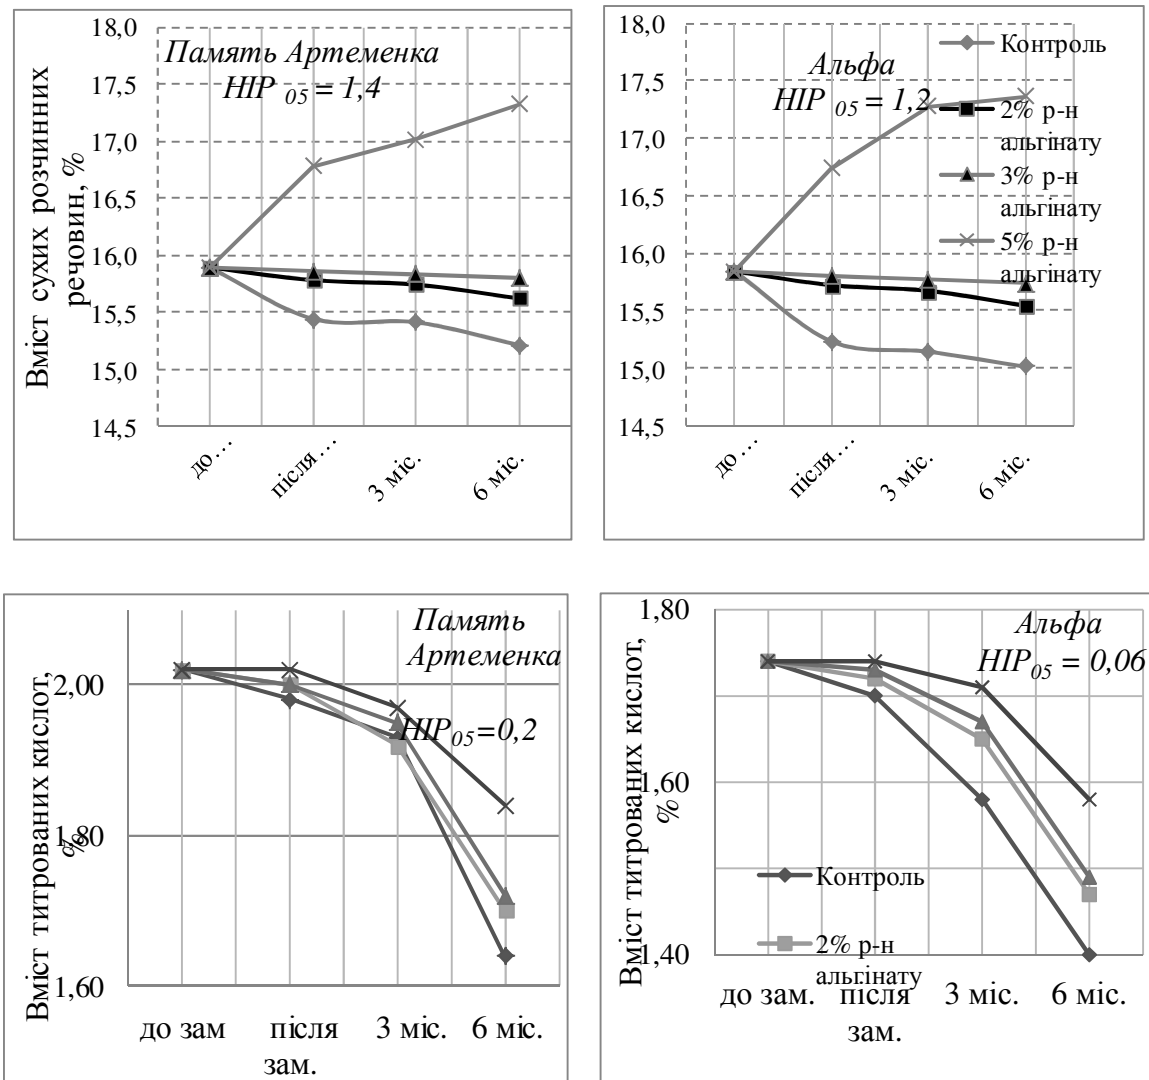 Вміст сухих розчинних
речовин, %
18,0
17,5
17,0
16,5
16,0
15,5
15,0
14,5
Память Артеменка
НІР 05 = 1,4
до…
після…
3 міс.
6 міс.
18,0
17,5
17,0
16,5
16,0
15,5
15,0
14,5
Альфа
НІР 05 = 1,2
Контроль
2% р-н
альгінату
3% р-н
альгінату
5% р-н
альгінату
до…
після…
3 міс.
6 міс.
Вміст титрованих кислот,
%
2,00
1,80
1,60
Память
Артеменка
НІР05=0,2
до зам
після
зам.
3 міс.
6 міс.
Вміст титрованих кислот,
%
1,80
1,60
1,40
Альфа
НІР05 = 0,06
Контроль
2% р-н
альгінату
до зам.
після
зам.
3 міс.
6 міс.